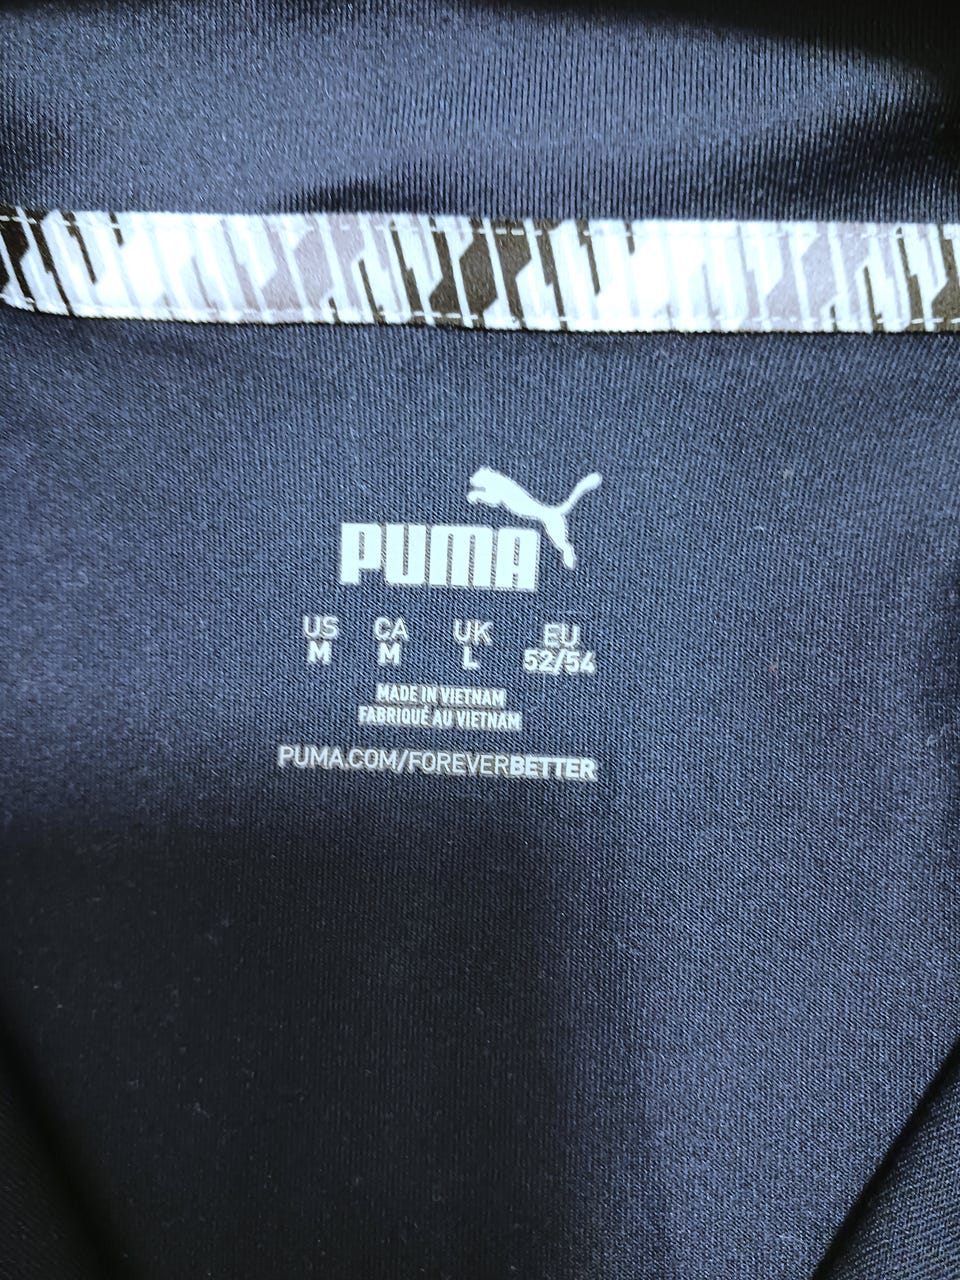 PUMA
US CA UK EU
M M L 52/54
MADE IN VIETNAM
FABRIQUÉ AU VIETNAM
PUMA.COM/FOREVERBETTER